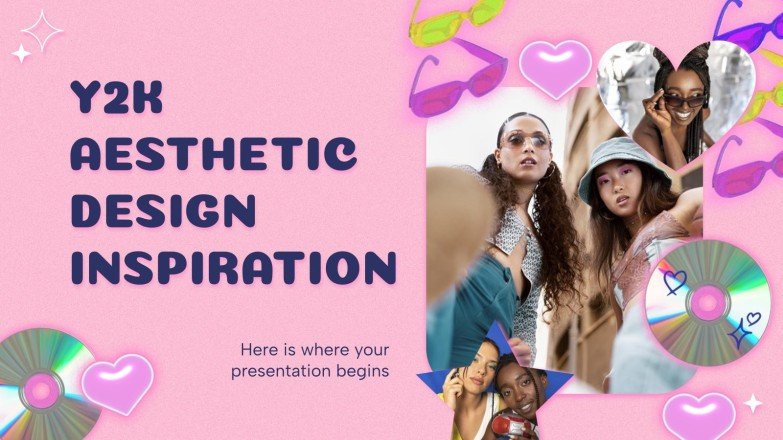 Y2K
AESTHETIC
DESIGN
INSPIRATION
Here is where your
presentation begins